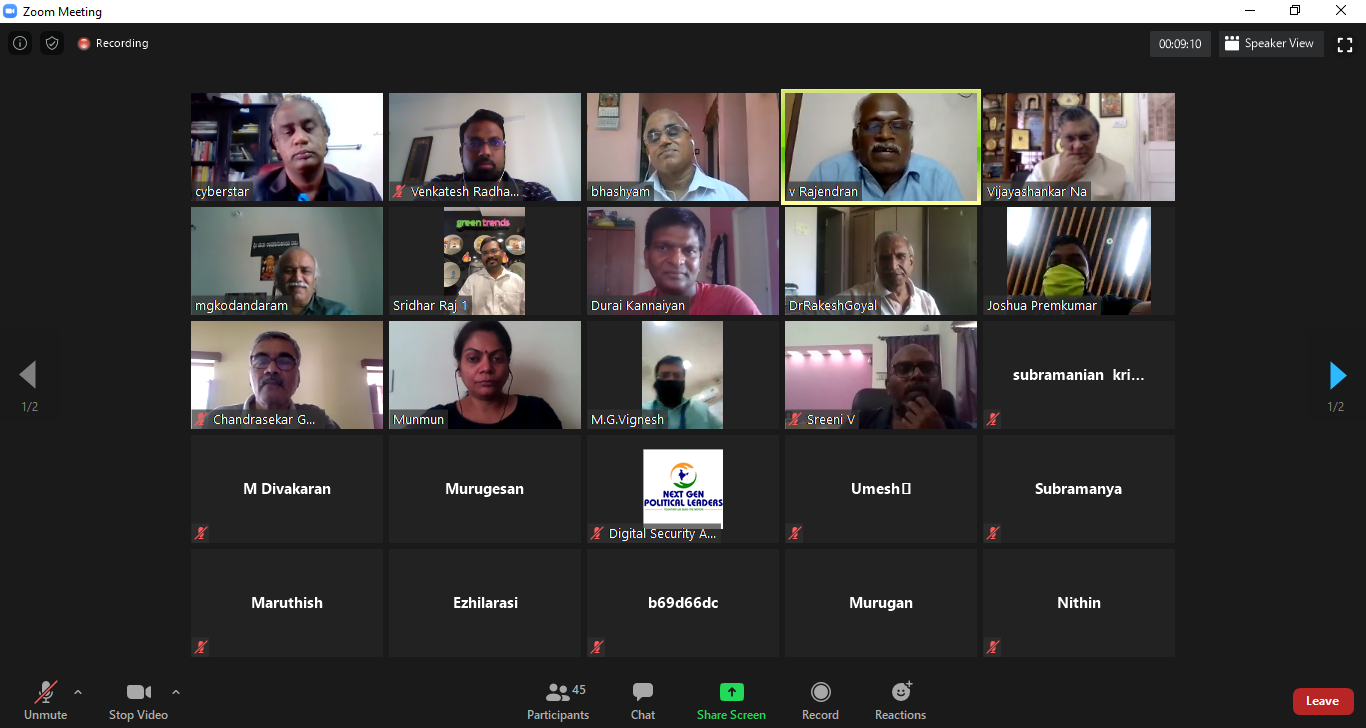 Zoom Meeting
Recording
00:09:10
Speaker View
cyberstar
Venkatesh Radha...
bhashyam
v Rajendran
Vijayashankar Na
mgkodandaram
green trends
Sridhar Raj 1
Durai Kannaiyan
DrRakeshGoyal
Joshua Premkumar
Chandrasekar G...
Munmun
M.G.Vignesh
Sreeni V
subramanian kri...
1/2
1/2
M Divakaran
Murugesan
NEXT GEN
POLITICAL LEADERS
Digital Security A...
Umesh▯
Subramanya
Maruthish
Ezhilarasi
b69d66dc
Murugan
Nithin
Unmute
Stop Video
45
Participants
Chat
Share Screen
Record
Reactions
Leave